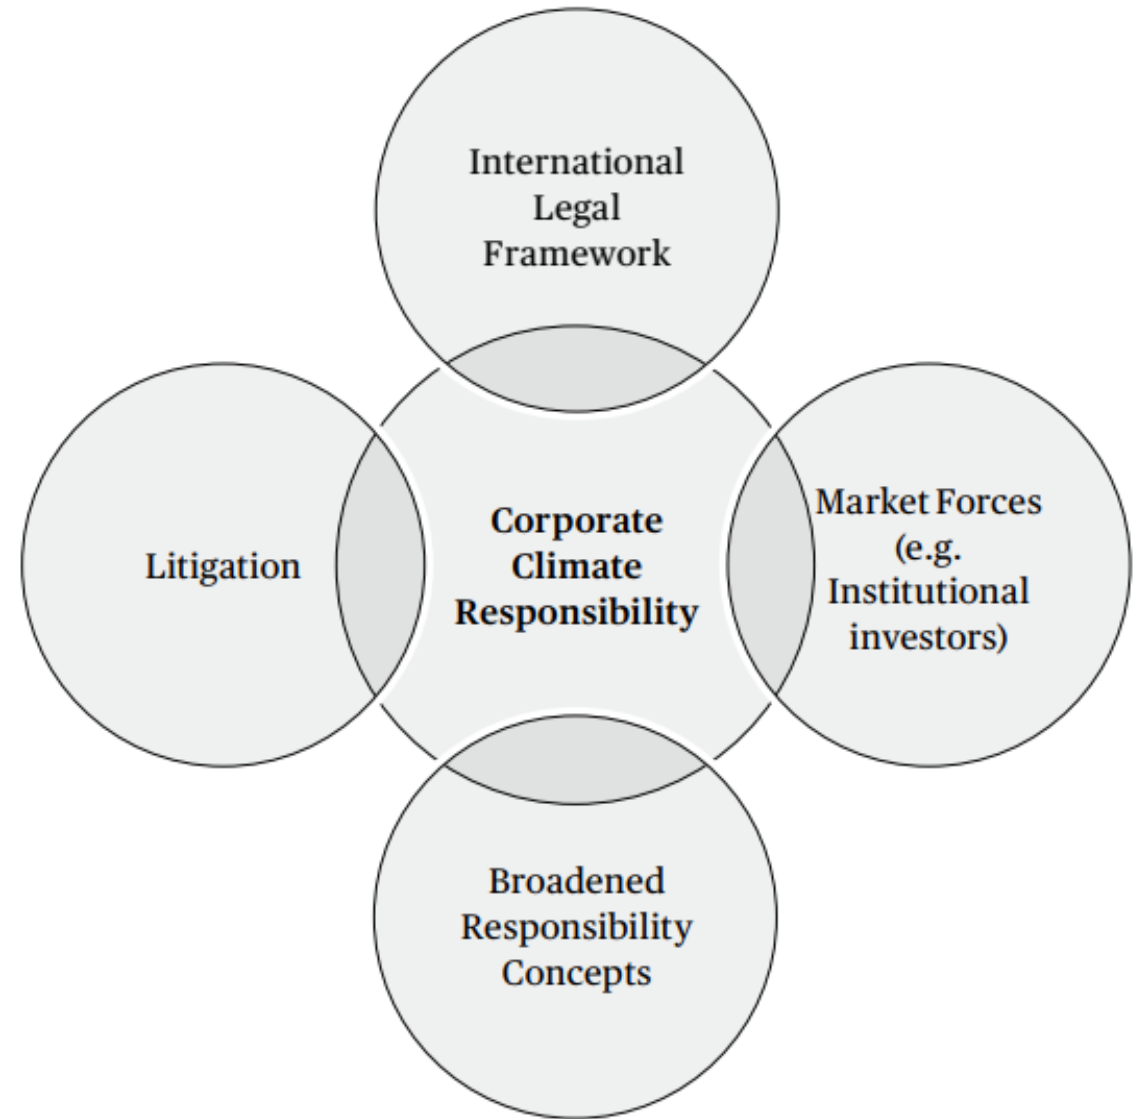 International
Legal
Framework
Litigation
Corporate
Climate
Responsibility
Market Forces
(e.g.
Institutional
investors)
Broadened
Responsibility
Concepts